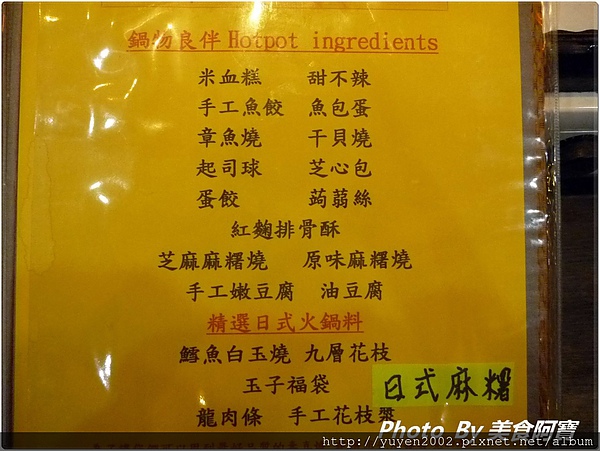 鍋物良伴 Hotpot ingredients
米血糕 甜不辣
手工魚餃 魚包蛋
章魚燒 干貝燒
起司球 芝心包
蛋餃 蒟蒻絲
紅麴排骨酥
芝麻麻糬燒 原味麻糬燒
手工嫩豆腐 油豆腐
精選日式火鍋料
鱈魚白玉燒 九層花枝
玉子福袋
日式麻糬
龍肉條 手工花枝漿
Photo By 美食阿寶
http://yuyen2002.pixnet.net/album